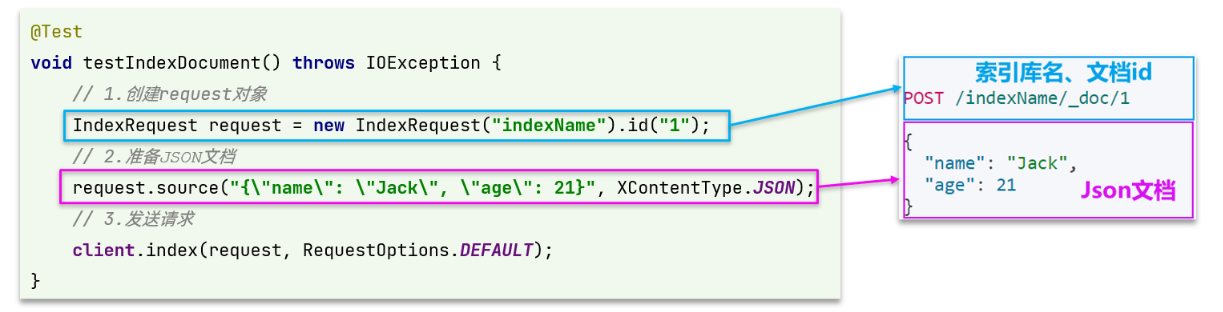 @Test
void testIndexDocument() throws IOException {
// 1.创建request对象
IndexRequest request = new IndexRequest("indexName").id("1");
// 2.准备JSON文档
request.source("{\"name\": \"Jack\", \"age\": 21}", XContentType.JSON);
// 3.发送请求
client.index(request, RequestOptions.DEFAULT);
}
索引库名、文档id
POST /indexName/_doc/1
{
"name": "Jack",
"age": 21
Json文档
}